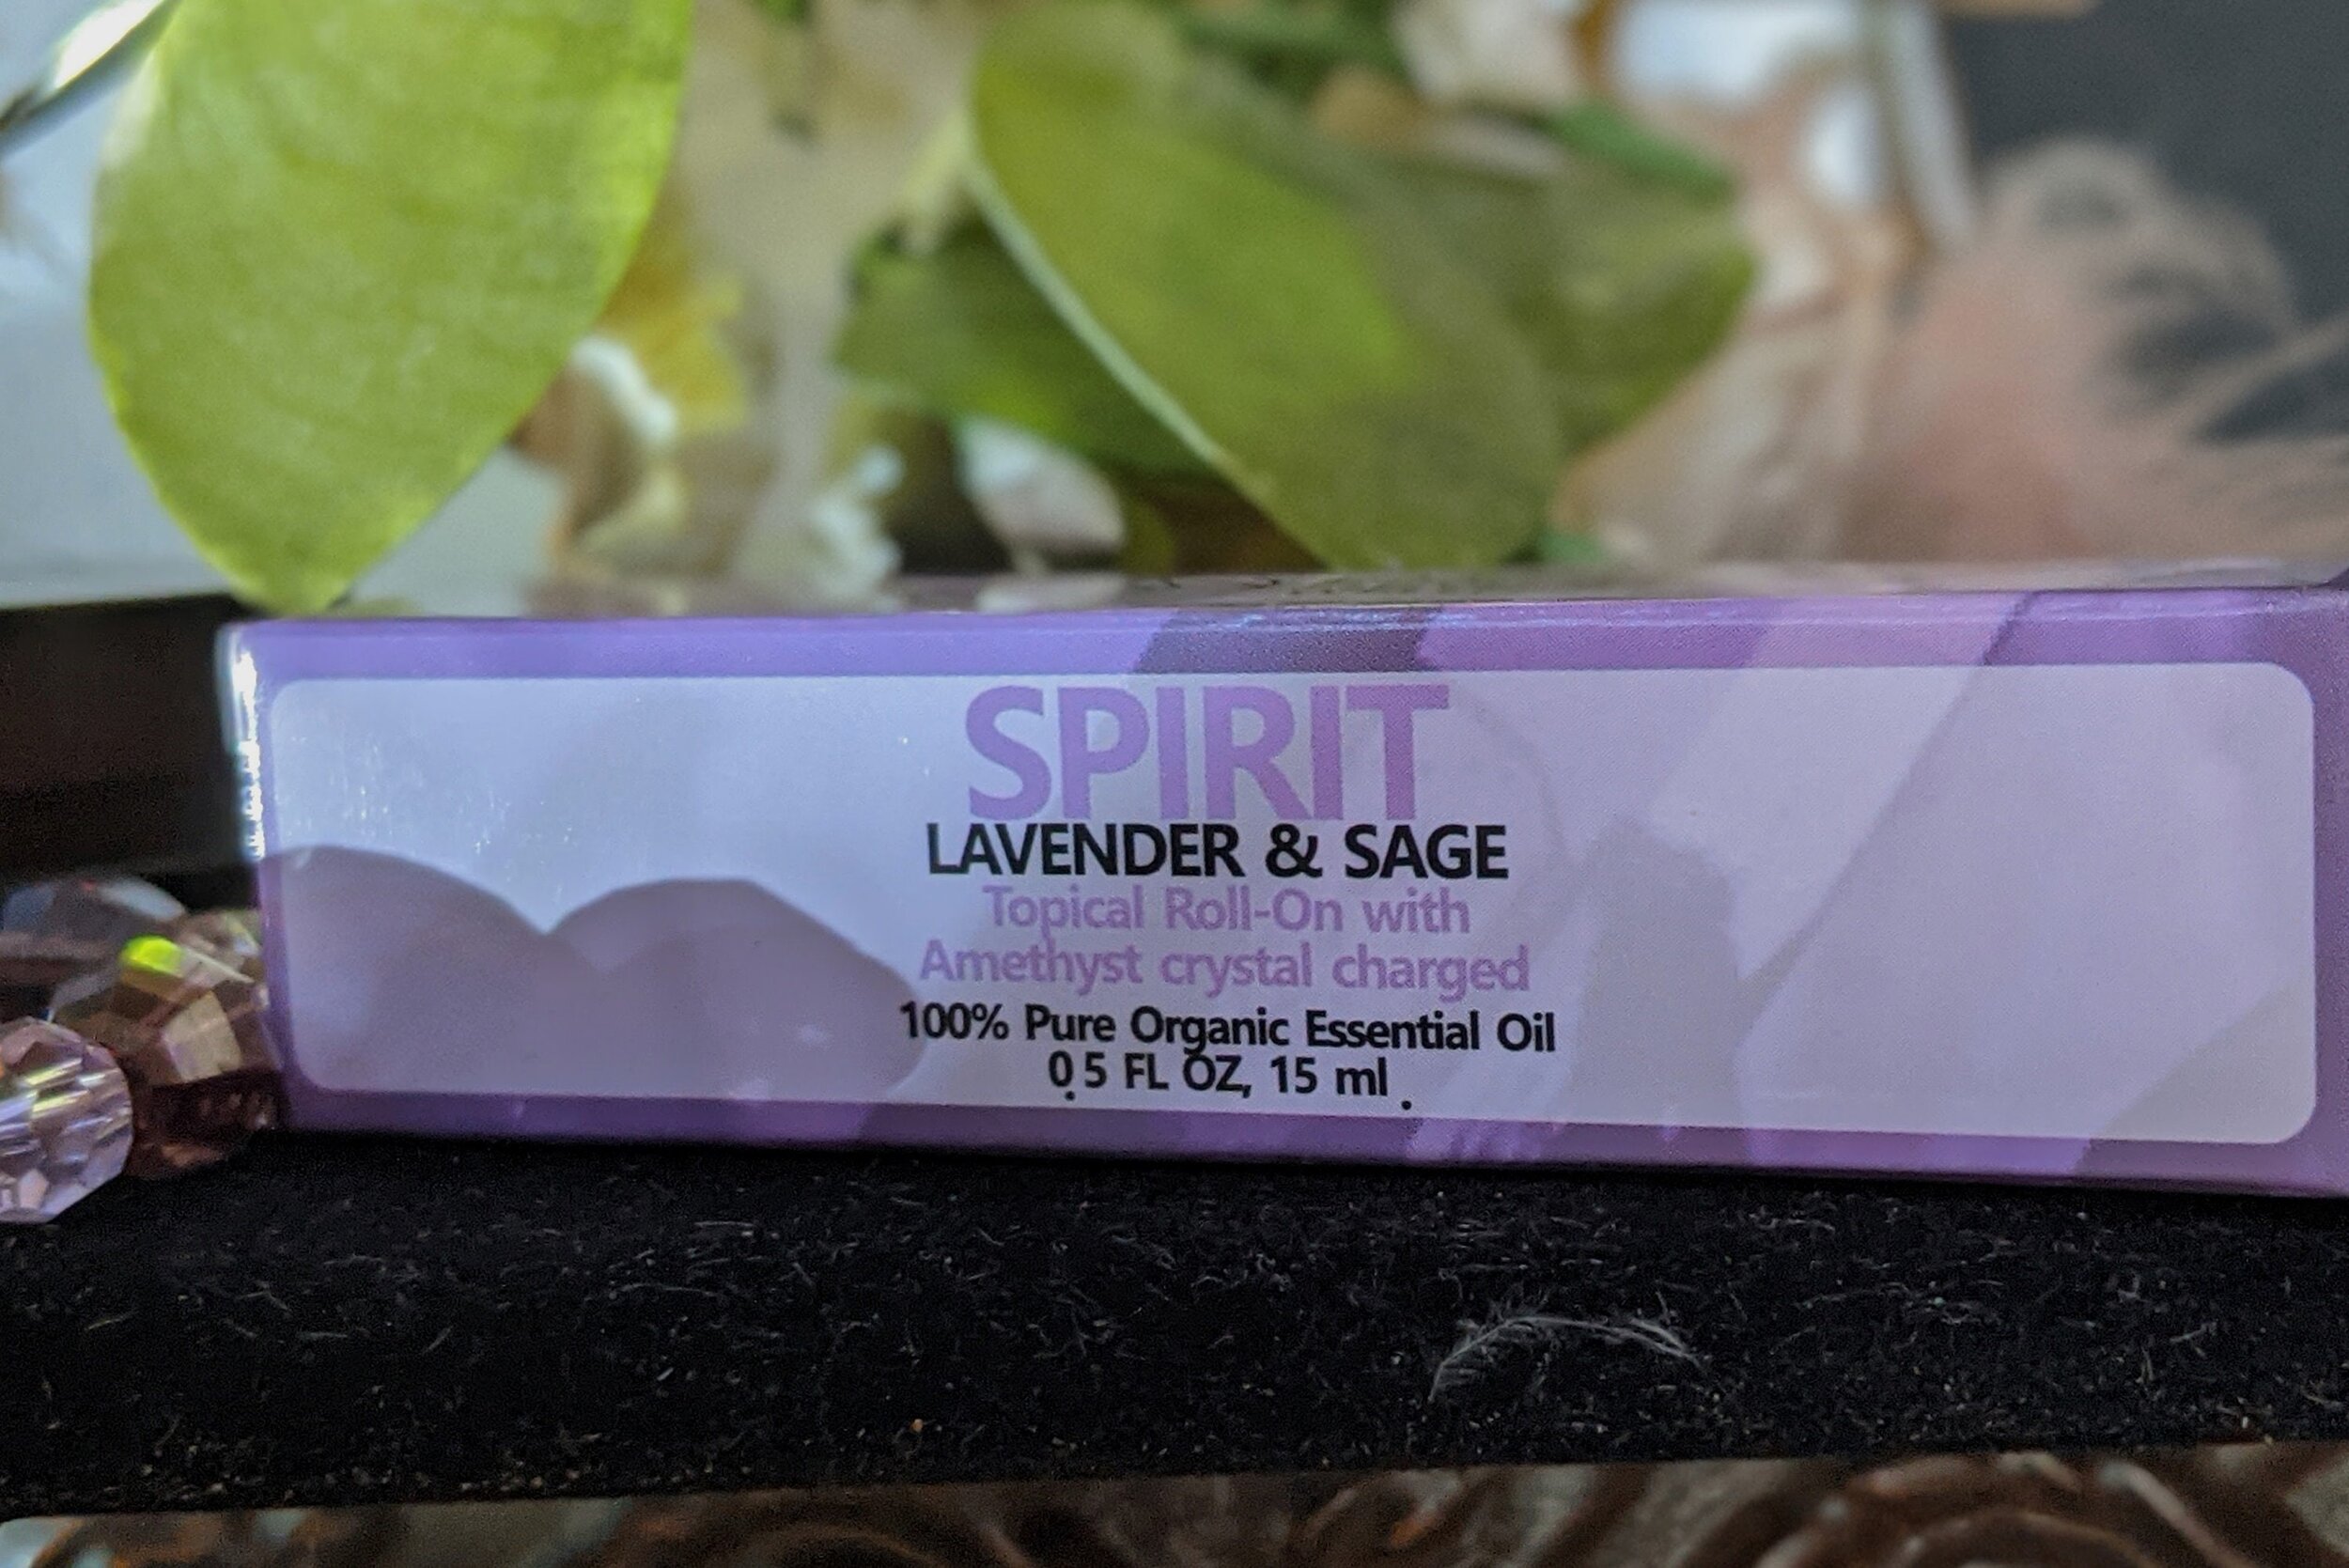 SPIRIT
LAVENDER & SAGE
Topical Roll-On with
Amethyst crystal charged
100% Pure Organic Essential Oil
0.5 FL OZ, 15 ml.